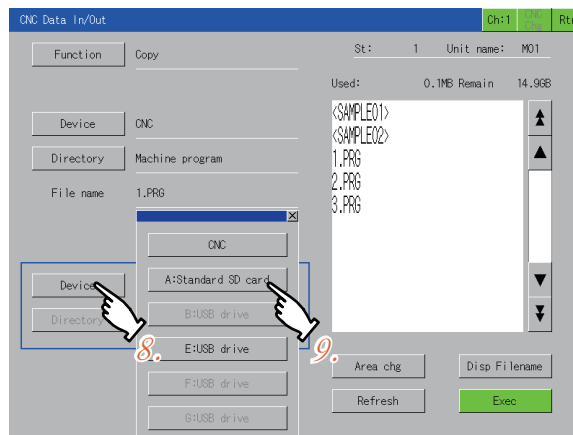 CNC Data In/Out Ch:1 CNC Chg Rtn
Function Copy St: 1 Unit name: M01
Used: 0.1MB Remain 14.9GB
Device CNC
Directory Machine program
File name 1.PRG
<SAMPLE01>
<SAMPLE02>
1.PRG
2.PRG
3.PRG
CNC
Device A:Standard SD card
Directory B:USB drive
8. E:USB drive 9.
F:USB drive
G:USB drive
Area chg Disp Filename
Refresh Exec